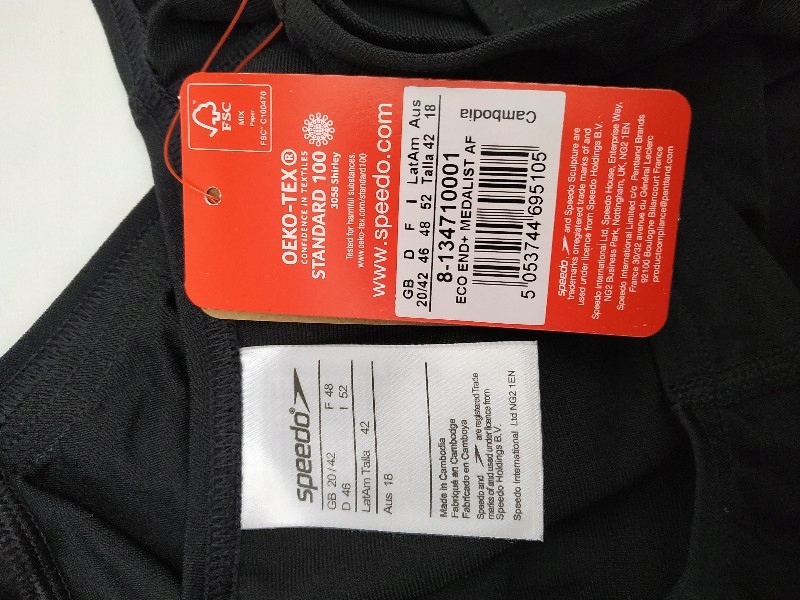 FSC
MIX
Paper
FSC™ C100470
OEKO-TEX®
CONFIDENCE IN TEXTILES
STANDARD 100
3058 Shirley
Tested for harmful substances.
www.oeko-tex.com/standard100
www.speedo.com
GB D F I LatAm Aus
20/42 46 48 52 Talla 42 18
8-134710001
ECO END+ MEDALIST AF
5 053744 695105
Cambodia
speedo and Speedo Sculpture are
trademarks or registered trade marks of and
used under licence from Speedo Holdings B.V.
Speedo International Ltd, Speedo House, Enterprise Way,
NG2 Business Park, Nottingham, UK, NG2 1EN
Speedo International Limited c/o Pentland Brands
France 30/32 avenue du Général Leclerc
92100 Boulogne Bilancourt France
productcompliance@pentland.com
speedo®
GB 20/42 F 48
D 46 I 52
LatAm Talla 42
Aus 18
Made in Cambodia
Fabriqué en Cambodge
Fabricado en Camboya
Speedo and are registered Trade
marks of and used under licence from
Speedo Holdings B.V.
Speedo International Ltd NG2 1EN